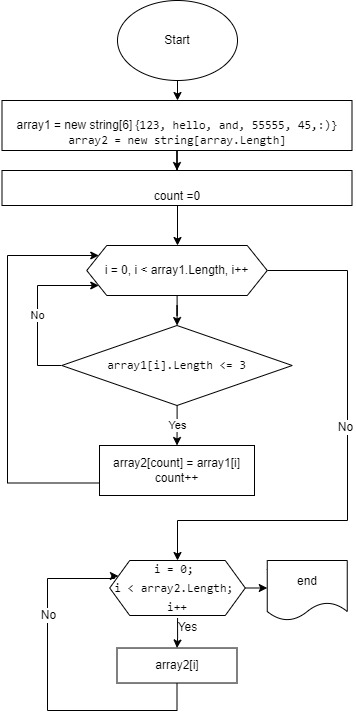 Start
array1 = new string[6] {123, hello, and, 55555, 45,:)}
array2 = new string[array.Length]
count =0
i = 0, i < array1.Length, i++
No
array1[i].Length <= 3
Yes
No
array2[count] = array1[i]
count++
i = 0;
i < array2.Length;
i++
end
No
Yes
array2[i]